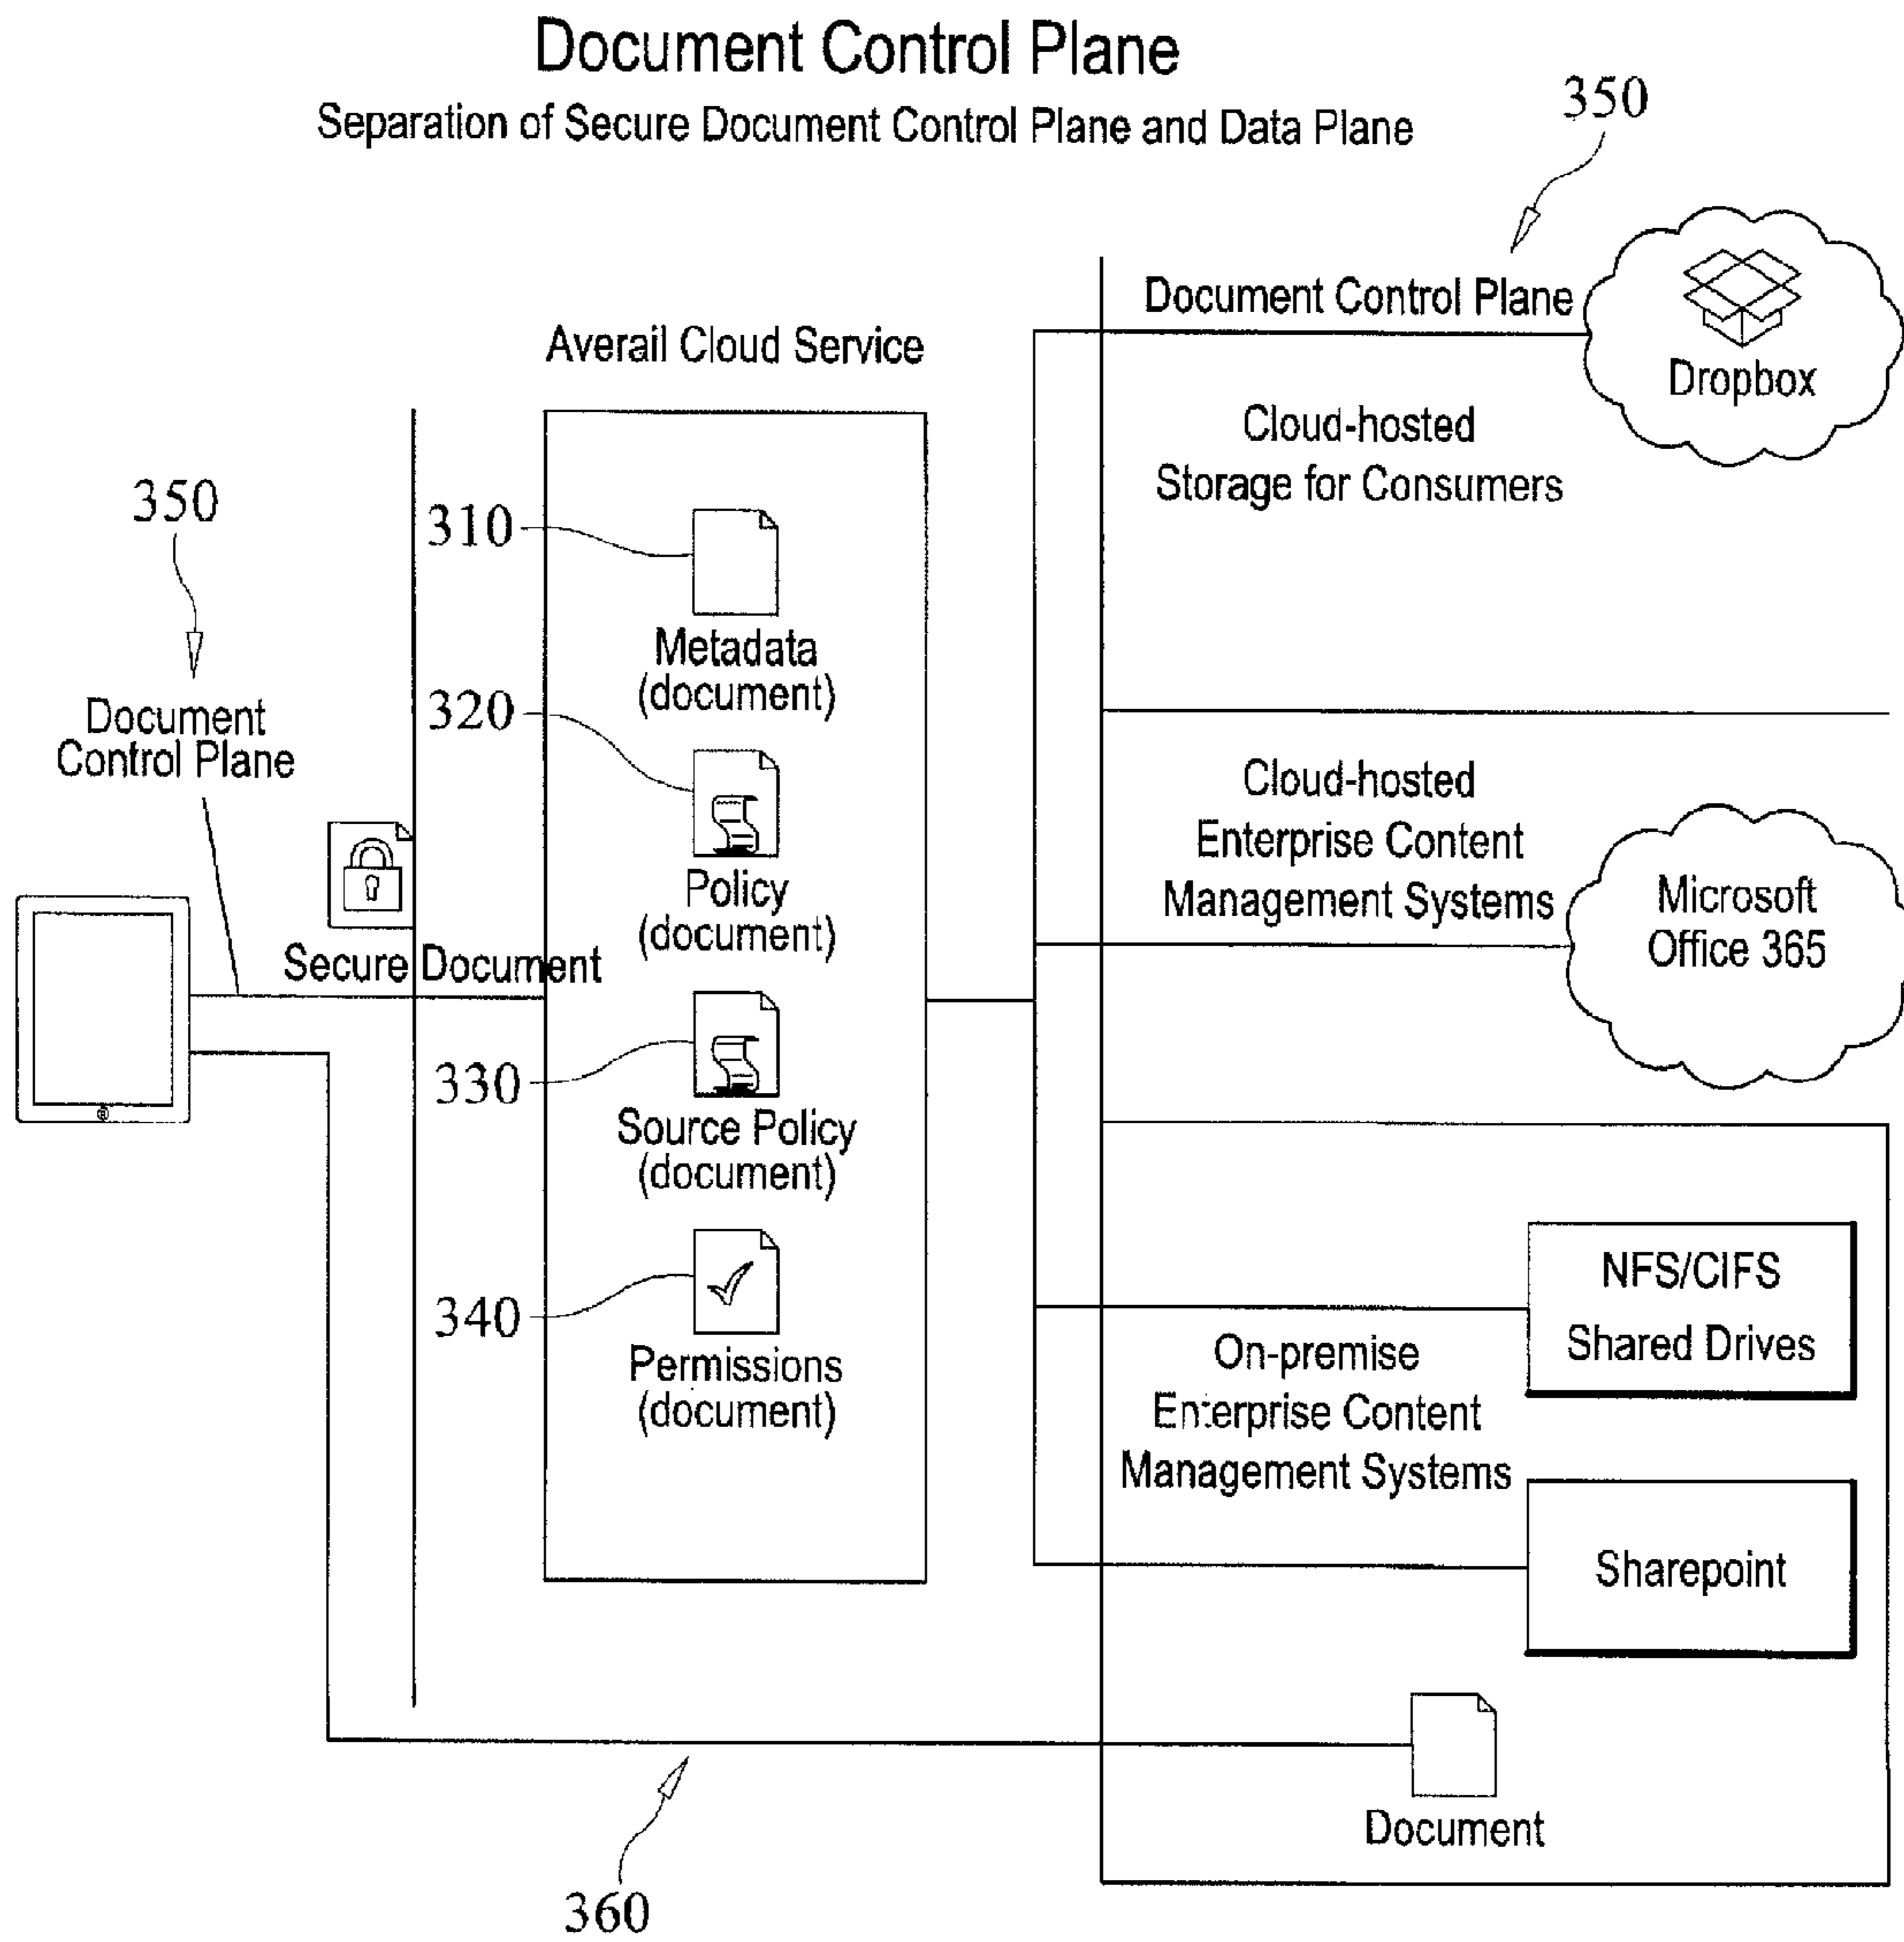 Document Control Plane
Separation of Secure Document Control Plane and Data Plane
350
Document Control Plane
Dropbox
Cloud-hosted
Storage for Consumers
Averail Cloud Service
350
Document
Control Plane
310
Metadata
(document)
320
Policy
(document)
Secure Document
330
Source Policy
(document)
340
Permissions
(document)
Cloud-hosted
Enterprise Content
Management Systems
Microsoft
Office 365
NFS/CIFS
Shared Drives
On-premise
Enterprise Content
Management Systems
Sharepoint
Document
360